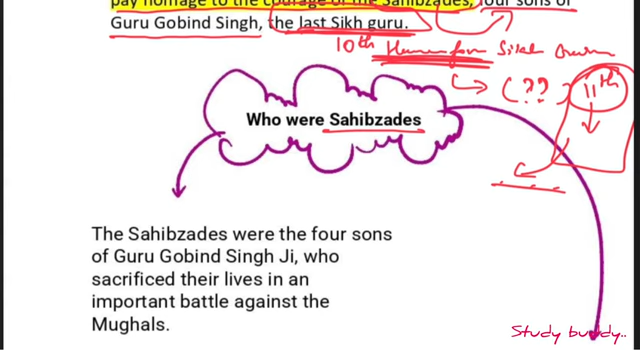 pay homage to the courage of the Sahibzades, four sons of
Guru Gobind Singh, the last Sikh guru.
10th Human for Sikh
(??) 11th
Who were Sahibzades
The Sahibzades were the four sons
of Guru Gobind Singh Ji, who
sacrificed their lives in an
important battle against the
Mughals.
Study buddy..